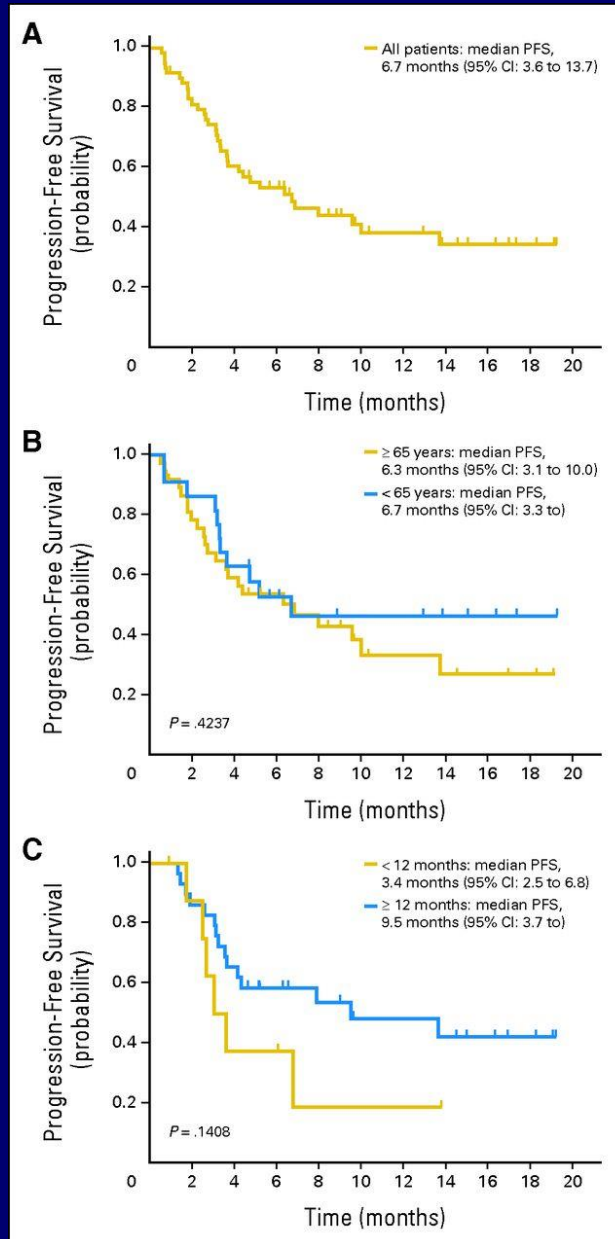 A
Progression-Free Survival
(probability)
1.0
0.8
0.6
0.4
0.2
All patients: median PFS,
6.7 months (95% CI: 3.6 to 13.7)
0 2 4 6 8 10 12 14 16 18 20
Time (months)
B
Progression-Free Survival
(probability)
1.0
0.8
0.6
0.4
0.2
≥ 65 years: median PFS,
6.3 months (95% CI: 3.1 to 10.0)
< 65 years: median PFS,
6.7 months (95% CI: 3.3 to)
P = .4237
0 2 4 6 8 10 12 14 16 18 20
Time (months)
C
Progression-Free Survival
(probability)
1.0
0.8
0.6
0.4
0.2
< 12 months: median PFS,
3.4 months (95% CI: 2.5 to 6.8)
≥ 12 months: median PFS,
9.5 months (95% CI: 3.7 to)
P = .1408
0 2 4 6 8 10 12 14 16 18 20
Time (months)